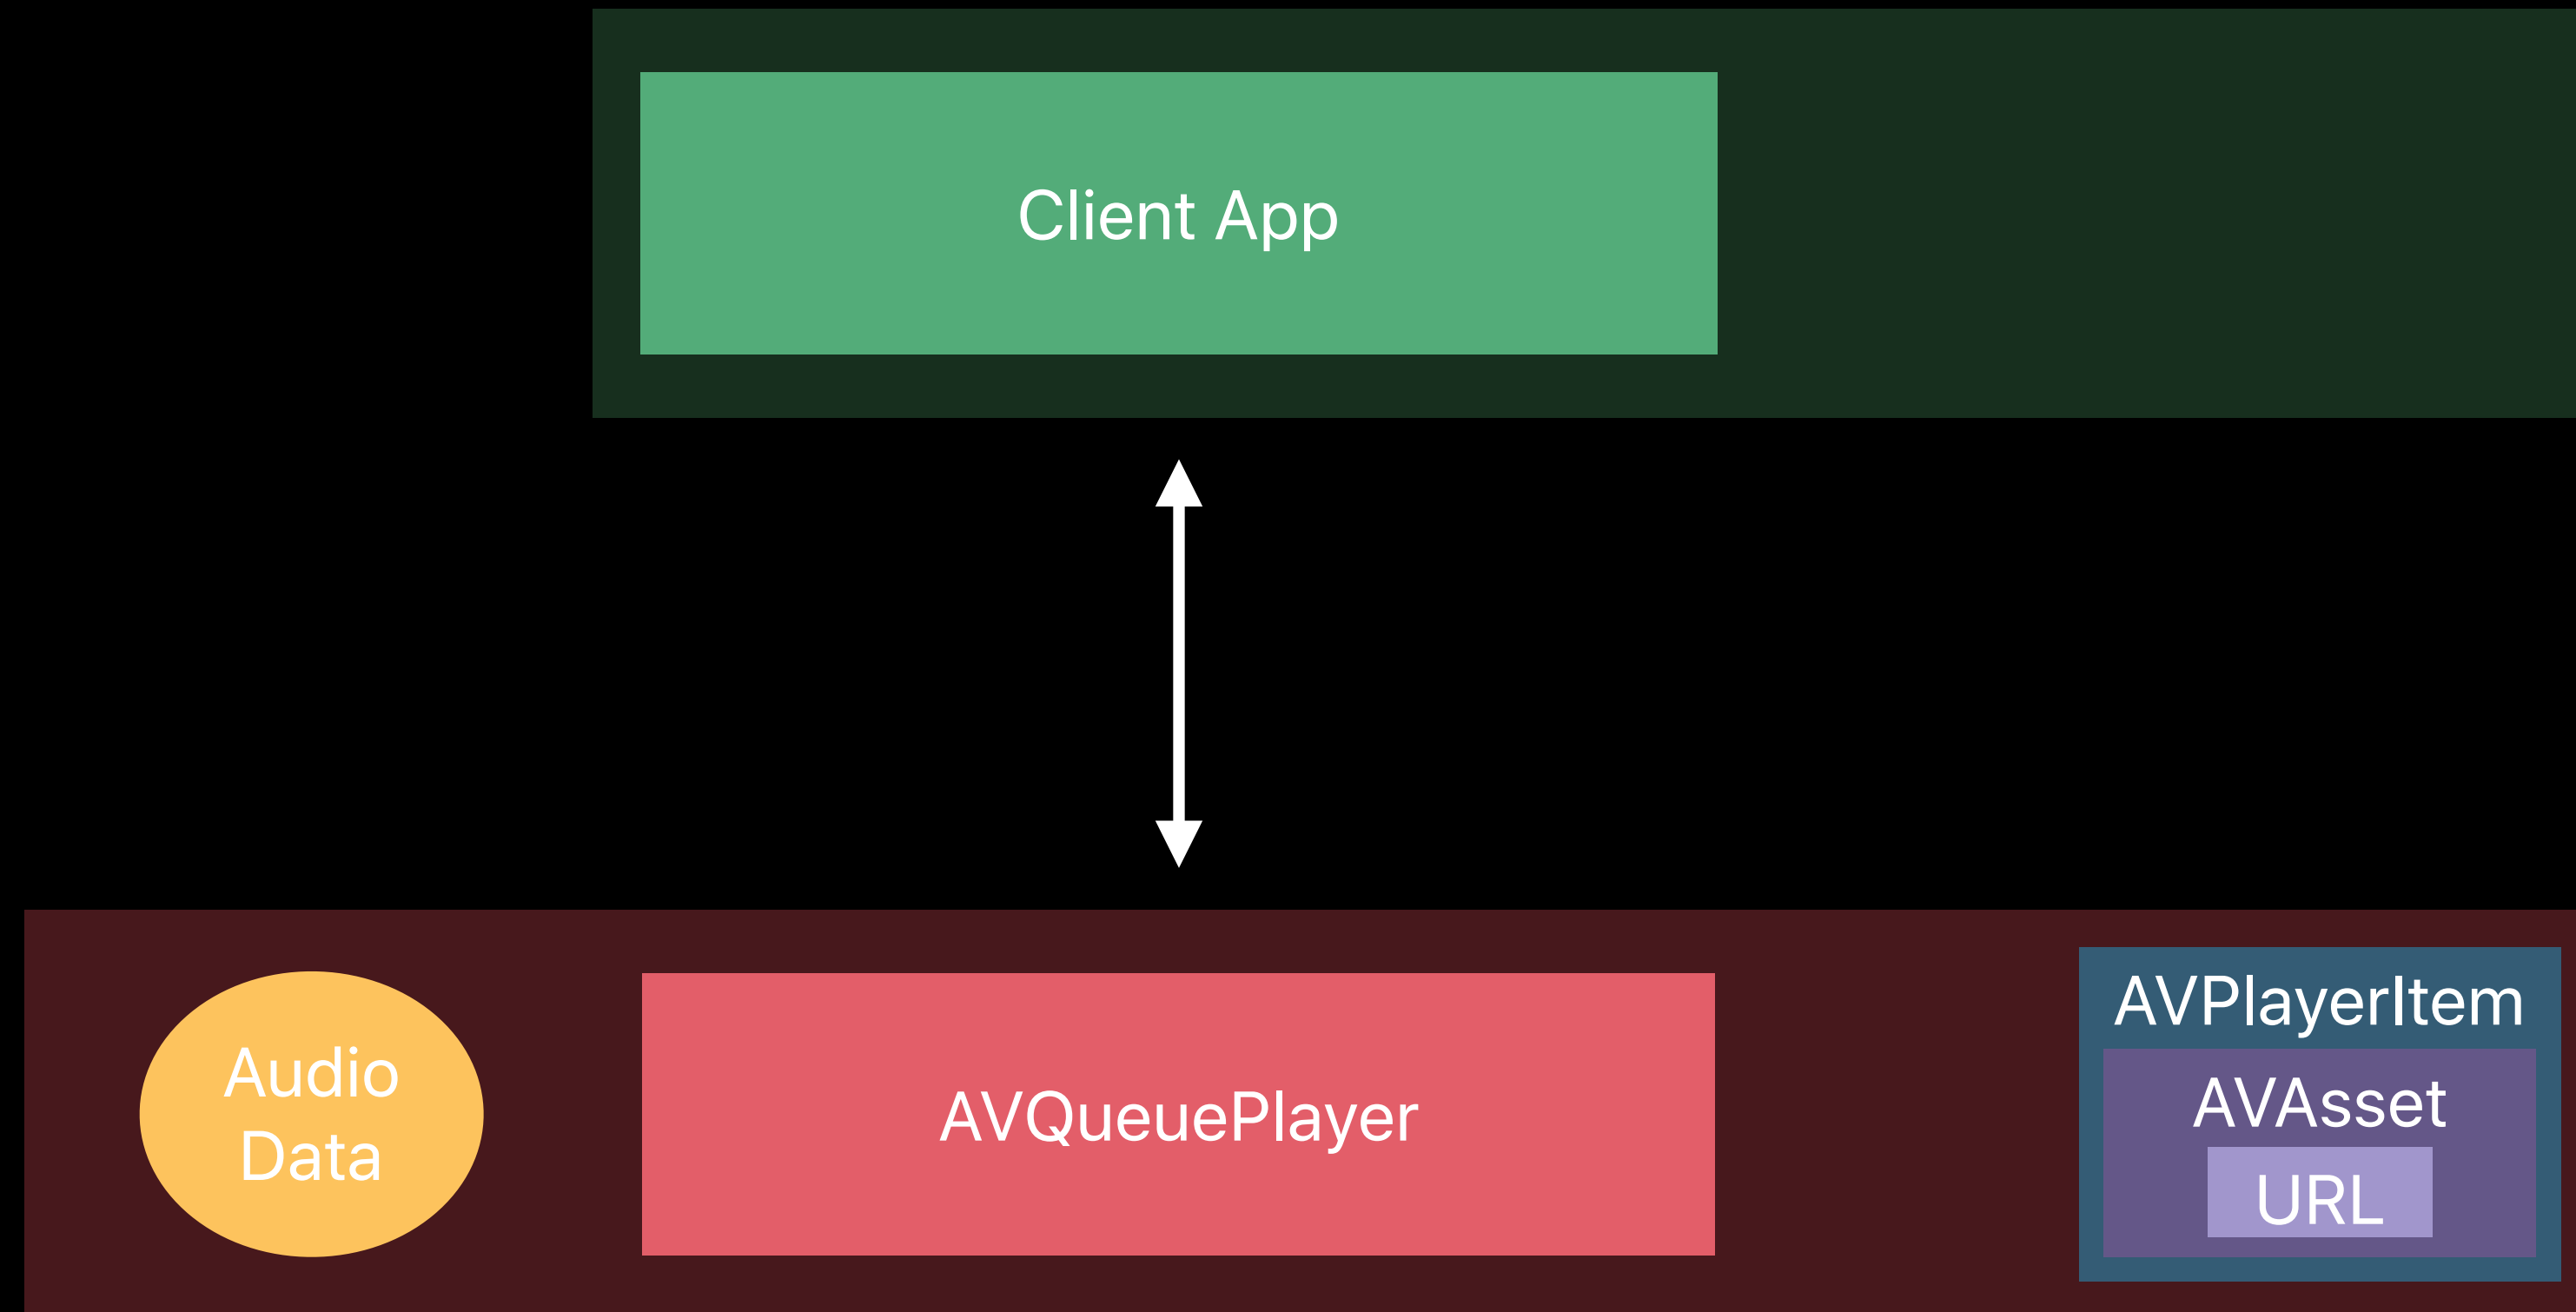 Client App
Audio
Data
AVQueuePlayer
AVPlayerItem
AVAsset
URL